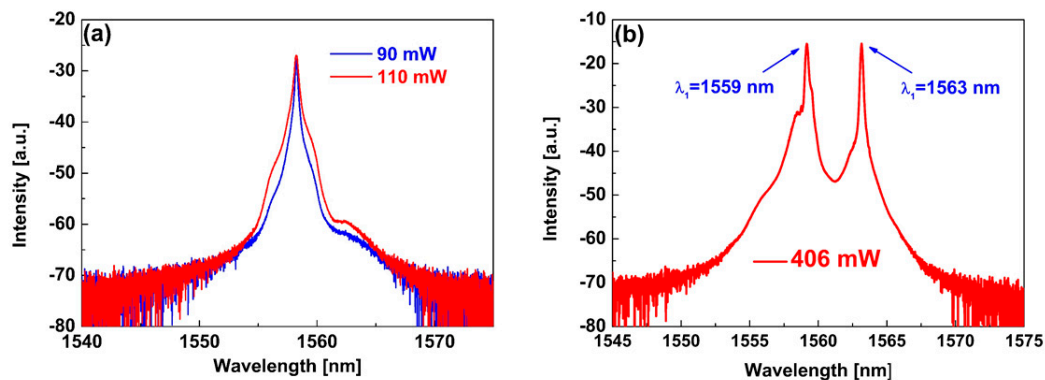 (a)
90 mW
110 mW
-20
-30
-40
-50
-60
-70
-80
Intensity [a.u.]
1540
1550
1560
1570
Wavelength [nm]
(b)
λ1=1559 nm
λ1=1563 nm
406 mW
-10
-20
-30
-40
-50
-60
-70
-80
Intensity [a.u.]
1545
1550
1555
1560
1565
1570
1575
Wavelength [nm]